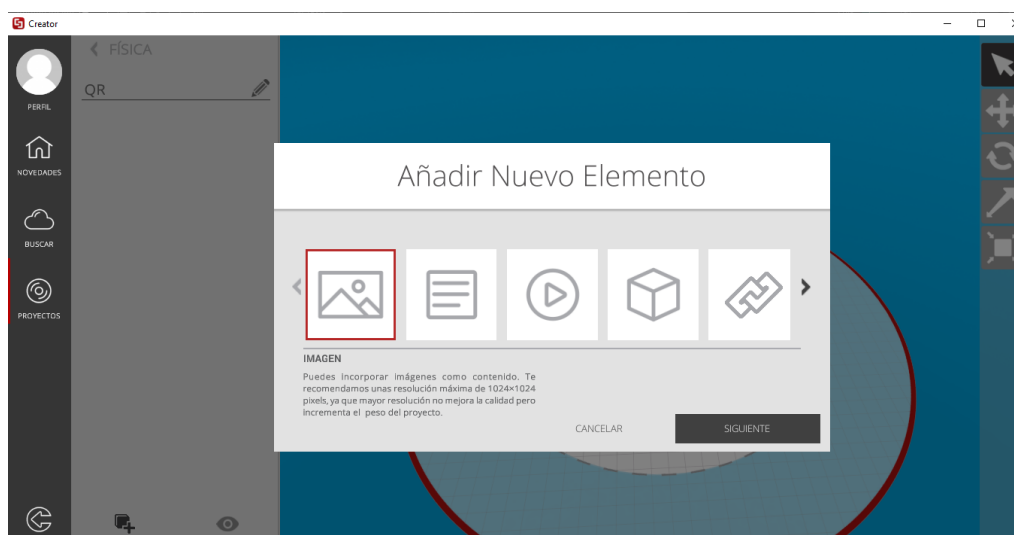 Creator
FÍSICA
QR
PERFIL
NOVEDADES
BUSCAR
PROYECTOS
Añadir Nuevo Elemento
IMAGEN
Puedes incorporar imágenes como contenido. Te
recomendamos unas resolución máxima de 1024×1024
pixels, ya que mayor resolución no mejora la calidad pero
incrementa el peso del proyecto.
CANCELAR
SIGUIENTE